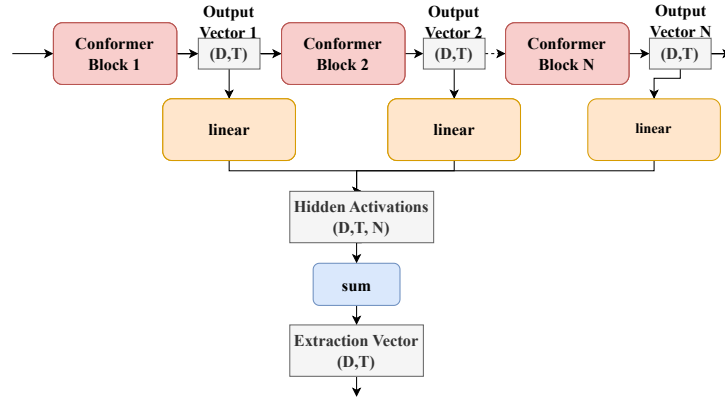 Output
Vector 1
Output
Vector 2
Output
Vector N
Conformer
Block 1
(D,T)
Conformer
Block 2
(D,T)
Conformer
Block N
(D,T)
linear
linear
linear
Hidden Activations
(D,T, N)
sum
Extraction Vector
(D,T)